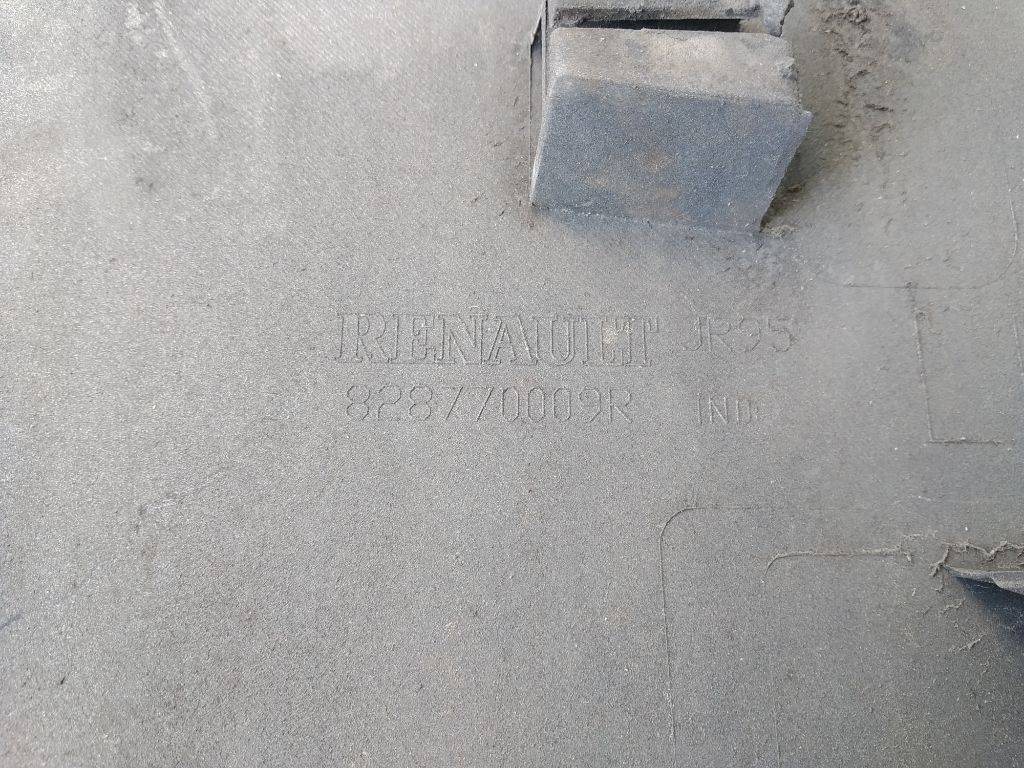 RENAULT JR95
828770009R IND